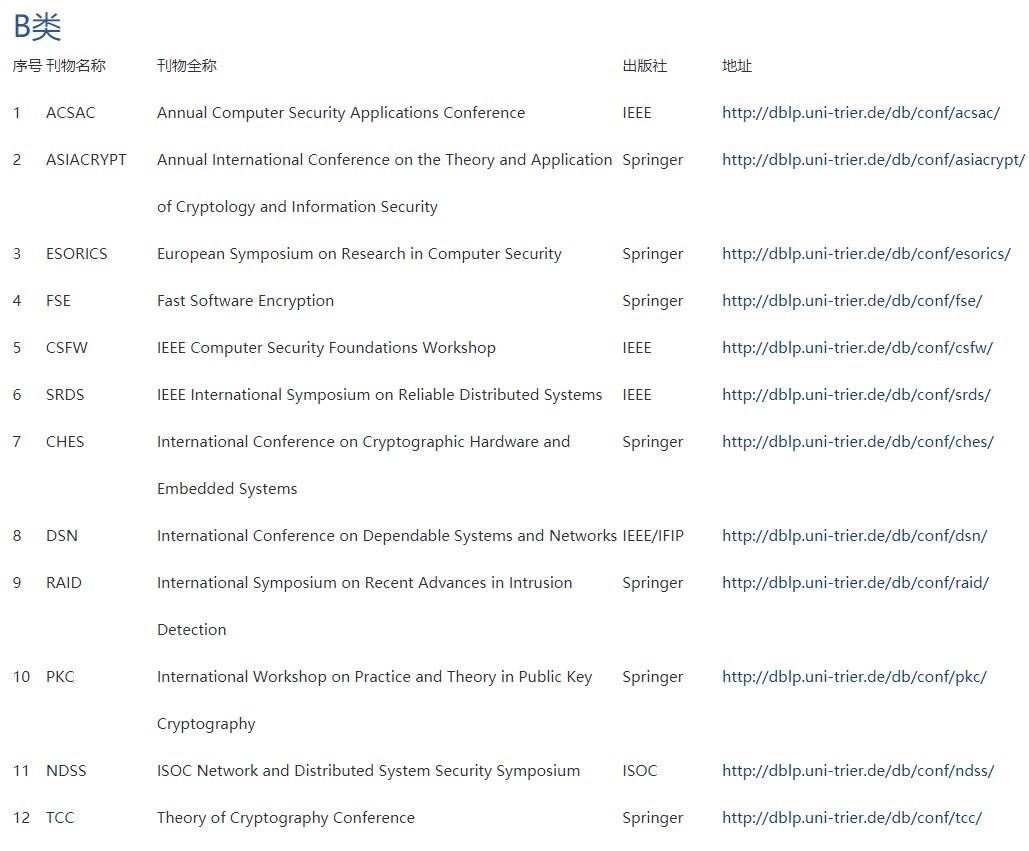 B类
序号 刊物名称 刊物全称 出版社 地址
1 ACSAC Annual Computer Security Applications Conference IEEE http://dblp.uni-trier.de/db/conf/acsac/
2 ASIACRYPT Annual International Conference on the Theory and Application Springer http://dblp.uni-trier.de/db/conf/asiacrypt/
of Cryptology and Information Security
3 ESORICS European Symposium on Research in Computer Security Springer http://dblp.uni-trier.de/db/conf/esorics/
4 FSE Fast Software Encryption Springer http://dblp.uni-trier.de/db/conf/fse/
5 CSFW IEEE Computer Security Foundations Workshop IEEE http://dblp.uni-trier.de/db/conf/csfw/
6 SRDS IEEE International Symposium on Reliable Distributed Systems IEEE http://dblp.uni-trier.de/db/conf/srds/
7 CHES International Conference on Cryptographic Hardware and Springer http://dblp.uni-trier.de/db/conf/ches/
Embedded Systems
8 DSN International Conference on Dependable Systems and Networks IEEE/IFIP http://dblp.uni-trier.de/db/conf/dsn/
9 RAID International Symposium on Recent Advances in Intrusion Springer http://dblp.uni-trier.de/db/conf/raid/
Detection
10 PKC International Workshop on Practice and Theory in Public Key Springer http://dblp.uni-trier.de/db/conf/pkc/
Cryptography
11 NDSS ISOC Network and Distributed System Security Symposium ISOC http://dblp.uni-trier.de/db/conf/ndss/
12 TCC Theory of Cryptography Conference Springer http://dblp.uni-trier.de/db/conf/tcc/